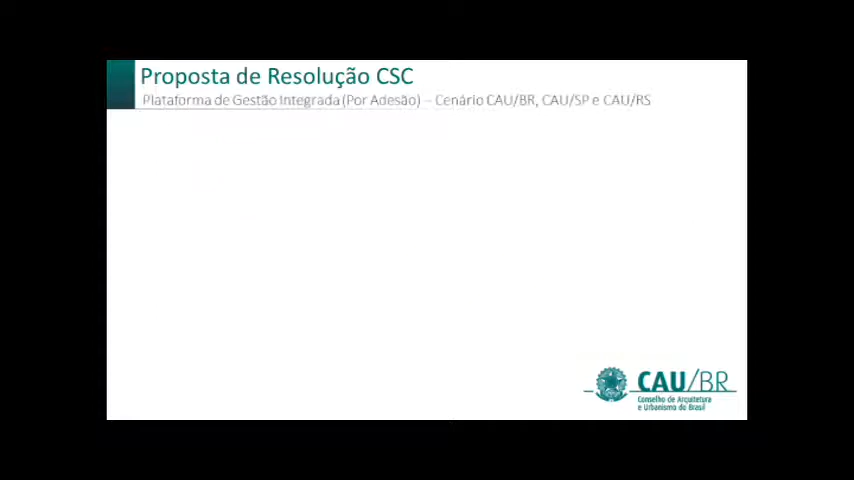 Proposta de Resolução CSC
Plataforma de Gestão Integrada (Por Adesão) – Cenário CAU/BR, CAU/SP e CAU/RS
CAU/BR
Conselho de Arquitetura
e Urbanismo do Brasil